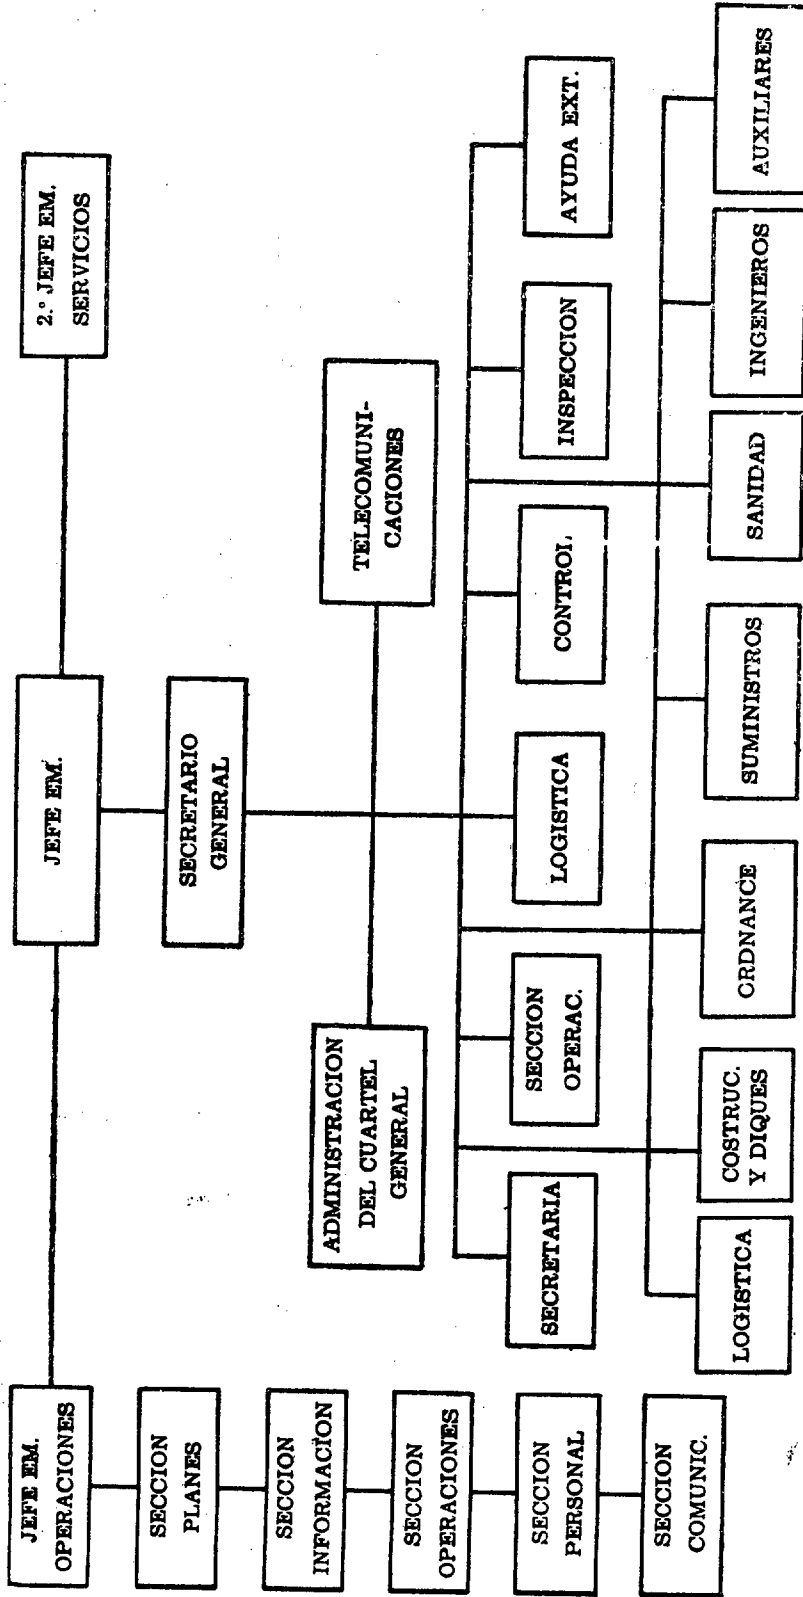 JEFE EM.
OPERACIONES
JEFE EM.
2.º JEFE EM.
SERVICIOS
SECCION
PLANES
SECRETARIO
GENERAL
SECCION
INFORMACION
ADMINISTRACION
DEL CUARTEL
GENERAL
TELECOMUNI-
CACIONES
SECCION
OPERACIONES
SECCION
PERSONAL
SECRETARIA
SECCION
OPERAC.
LOGISTICA
CONTROL
INSPECCION
AYUDA EXT.
SECCION
COMUNIC.
LOGISTICA
COSTRUC.
Y DIQUES
CRDNANCE
SUMINISTROS
SANIDAD
INGENIEROS
AUXILIARES